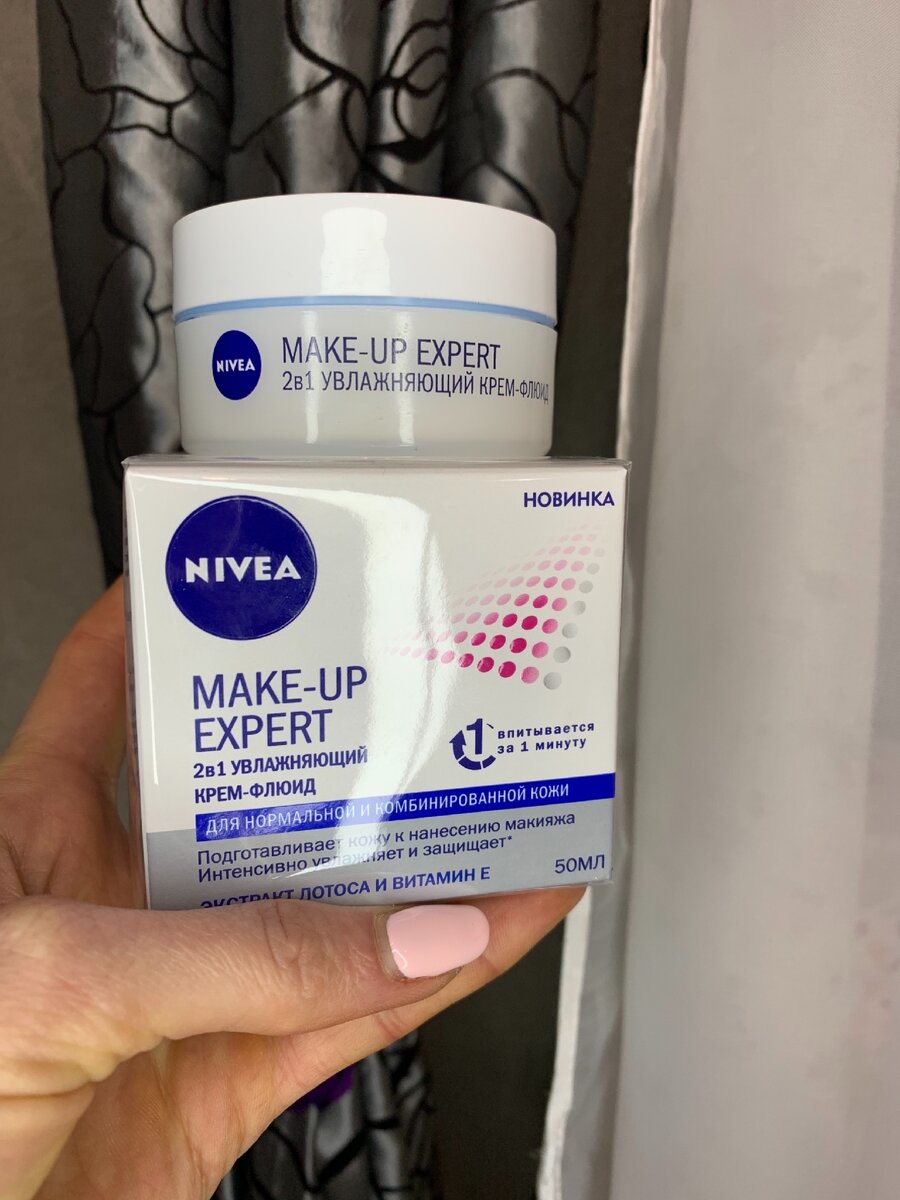 NIVEA
MAKE-UP EXPERT
2в1 УВЛАЖНЯЮЩИЙ КРЕМ-ФЛЮИД
НОВИНКА
NIVEA
MAKE-UP
EXPERT
2в1 УВЛАЖНЯЮЩИЙ
КРЕМ-ФЛЮИД
1 впитывается
за 1 минуту
ДЛЯ НОРМАЛЬНОЙ И КОМБИНИРОВАННОЙ КОЖИ
Подготавливает кожу к нанесению макияжа
Интенсивно увлажняет и защищает*
50МЛ
ЭКСТРАКТ ЛОТОСА И ВИТАМИН Е